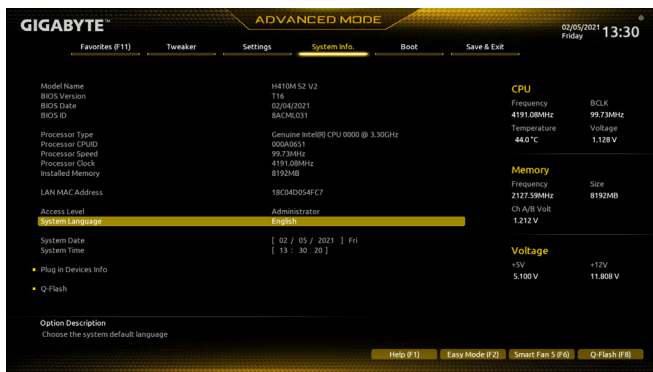 GIGABYTE™
ADVANCED MODE
02/05/2021 Friday 13:30
Favorites (F11) Tweaker Settings System Info. Boot Save & Exit
Model Name H410M S2 V2
BIOS Version T16
BIOS Date 02/04/2021
BIOS ID 8ACML031
Processor Type Genuine Intel(R) CPU 0000 @ 3.30GHz
Processor CPUID 000A0651
Processor Speed 99.73MHz
Processor Clock 4191.08MHz
Installed Memory 8192MB
LAN MAC Address 18C04D054FC7
Access Level Administrator
System Language English
System Date [ 02 / 05 / 2021 ] Fri
System Time [ 13 : 30 : 20 ]
Plug in Devices Info
Q-Flash
CPU
Frequency BCLK
4191.08MHz 99.73MHz
Temperature Voltage
44.0 °C 1.128 V
Memory
Frequency Size
2127.59MHz 8192MB
Ch A/B Volt
1.212 V
Voltage
+5V +12V
5.100 V 11.808 V
Option Description
Choose the system default language
Help (F1) Easy Mode (F2) Smart Fan 5 (F6) Q-Flash (F8)